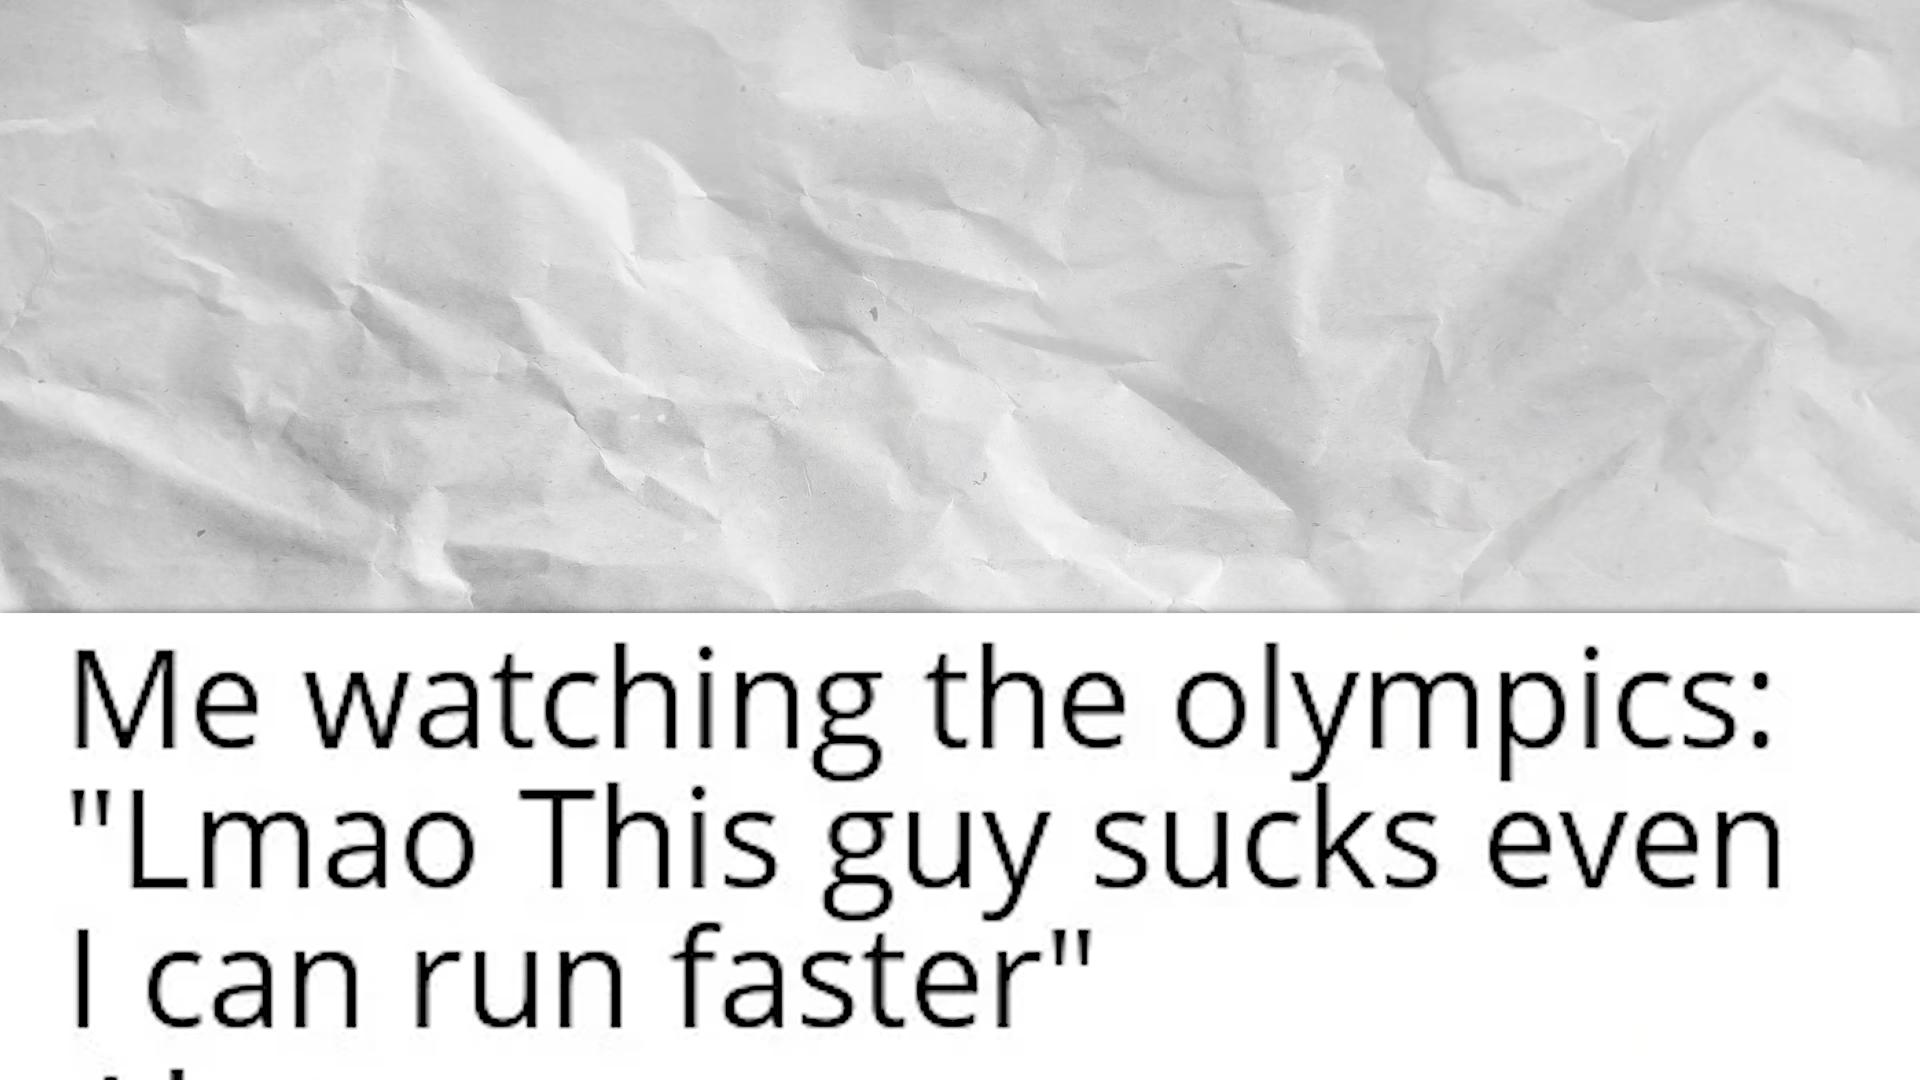 Me watching the olympics:
"Lmao This guy sucks even
I can run faster"